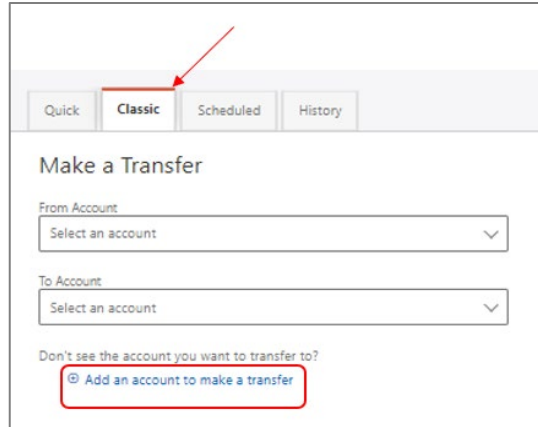 Quick Classic Scheduled History
Make a Transfer
From Account
Select an account
To Account
Select an account
Don't see the account you want to transfer to?
Add an account to make a transfer